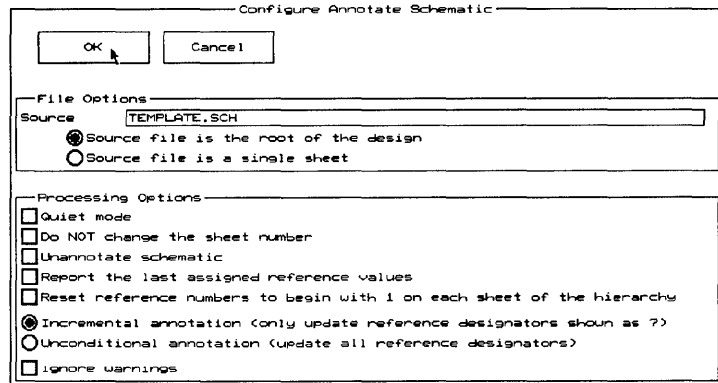 Configure Annotate Schematic
OK Cancel
File Options
Source TEMPLATE.SCH
Source file is the root of the design
Source file is a single sheet
Processing Options
Quiet mode
Do NOT change the sheet number
Unannotate schematic
Report the last assigned reference values
Reset reference numbers to begin with 1 on each sheet of the hierarchy
Incremental annotation (only update reference designators shown as ?)
Unconditional annotation (update all reference designators)
Ignore warnings